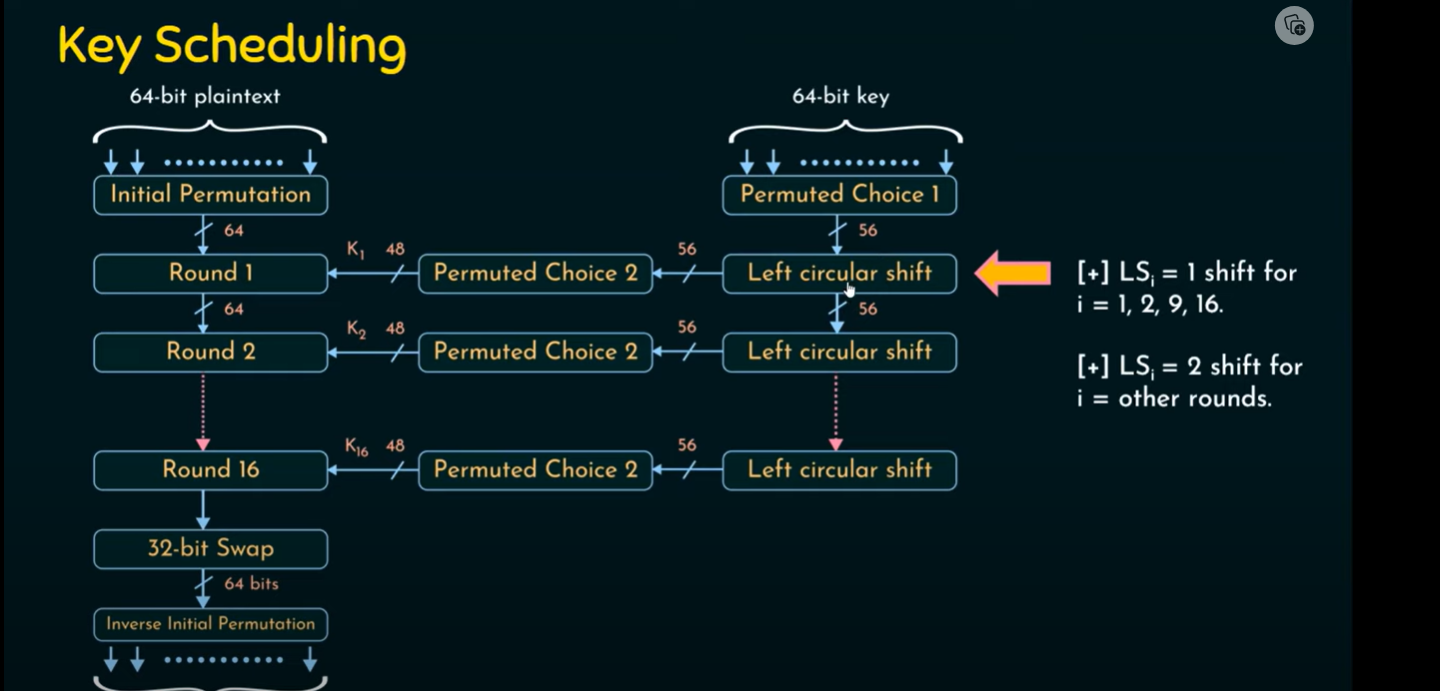 Key Scheduling
64-bit plaintext
64-bit key
Initial Permutation
Permuted Choice 1
64
56
Round 1
K₁ 48
Permuted Choice 2
56
Left circular shift
[+] LSᵢ = 1 shift for
i = 1, 2, 9, 16.
64
56
Round 2
K₂ 48
Permuted Choice 2
56
Left circular shift
[+] LSᵢ = 2 shift for
i = other rounds.
Round 16
K₁₆ 48
Permuted Choice 2
56
Left circular shift
32-bit Swap
64 bits
Inverse Initial Permutation